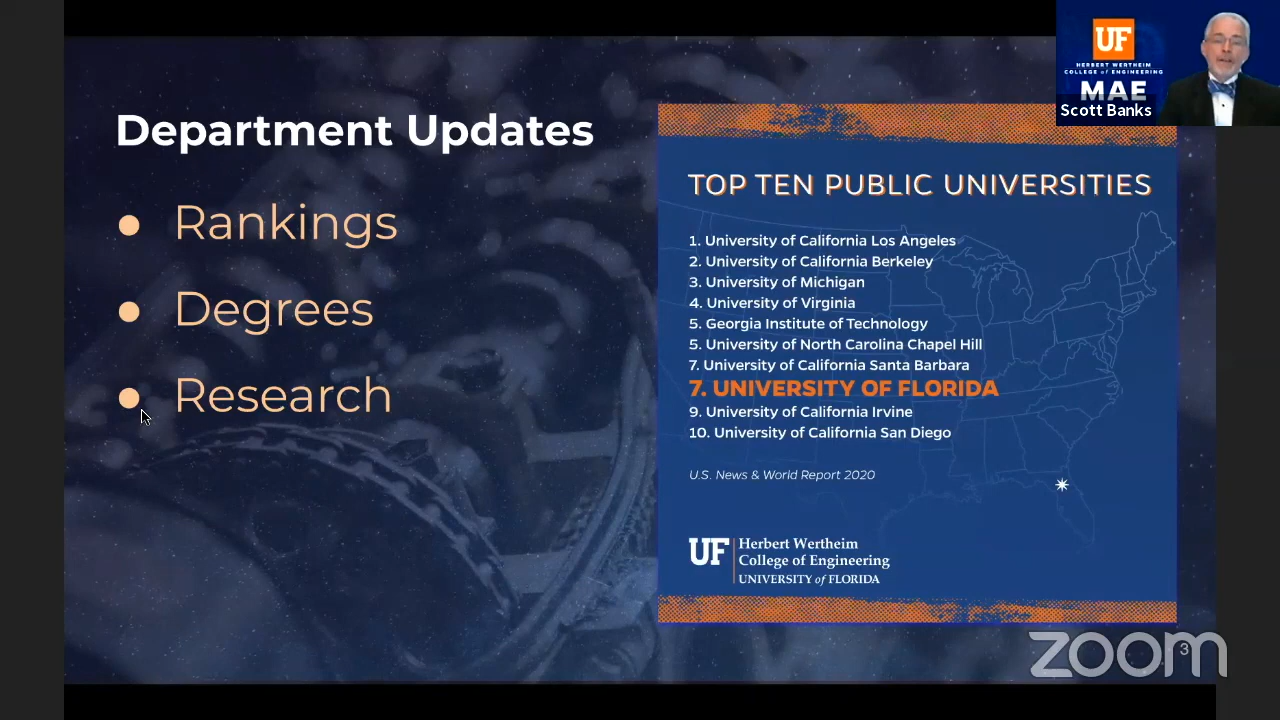 Department Updates
● Rankings
● Degrees
● Research
TOP TEN PUBLIC UNIVERSITIES
1. University of California Los Angeles
2. University of California Berkeley
3. University of Michigan
4. University of Virginia
5. Georgia Institute of Technology
5. University of North Carolina Chapel Hill
7. University of California Santa Barbara
7. UNIVERSITY OF FLORIDA
9. University of California Irvine
10. University of California San Diego
U.S. News & World Report 2020
UF
Herbert Wertheim
College of Engineering
UNIVERSITY of FLORIDA
UF
HERBERT WERTHEIM
COLLEGE of ENGINEERING
MAE
Scott Banks
zoom
3